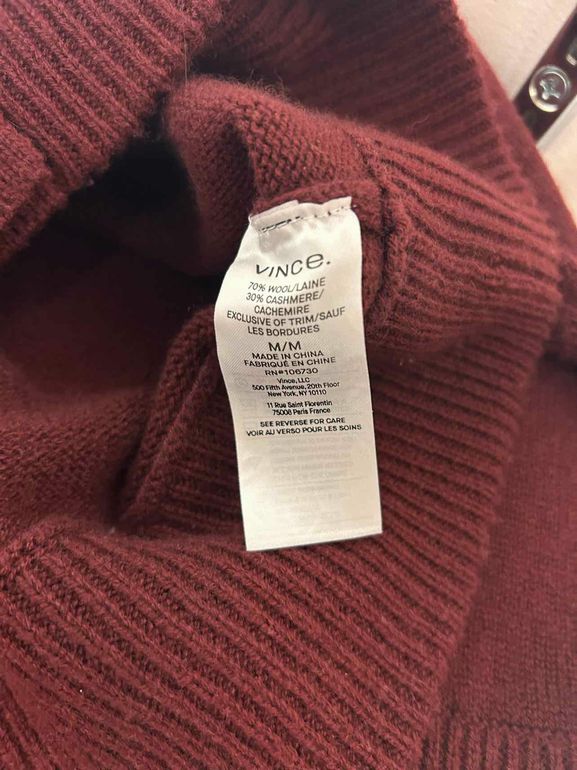 VINCE.
70% WOOL/LAINE
30% CASHMERE/
CACHEMIRE
EXCLUSIVE OF TRIM/SAUF
LES BORDURES
M/M
MADE IN CHINA
FABRIQUÉ EN CHINE
RN#106730
Vince, LLC
500 Fifth Avenue, 20th Floor
New York, NY 10110
11 Rue Saint Florentin
75008 Paris France
SEE REVERSE FOR CARE
VOIR AU VERSO POUR LES SOINS